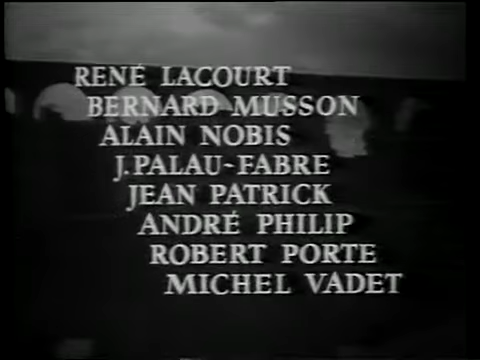 RENÉ LACOURT
BERNARD MUSSON
ALAIN NOBIS
J. PALAU-FABRE
JEAN PATRICK
ANDRÉ PHILIP
ROBERT PORTE
MICHEL VADET